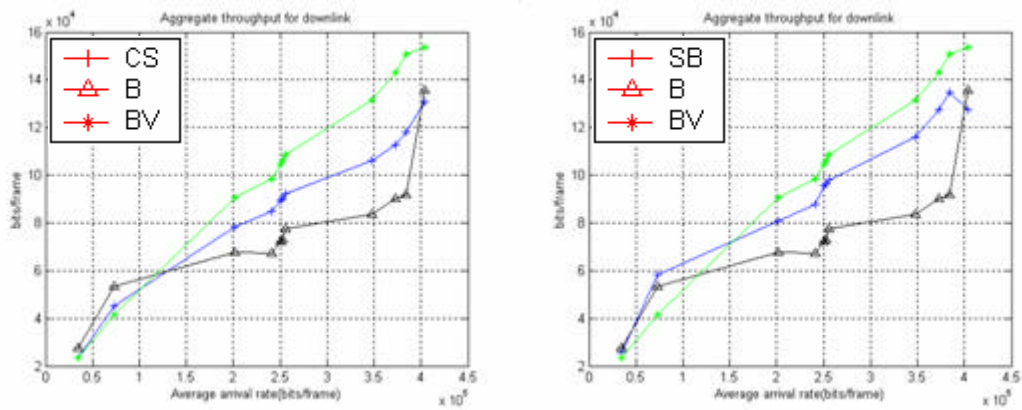 Aggregate throughput for downlink
x 10^4
16
14
12
10
8
6
4
2
bits/frame
CS
B
BV
0 0.5 1 1.5 2 2.5 3 3.5 4 4.5
Average arrival rate(bits/frame)
x 10^5
Aggregate throughput for downlink
x 10^4
16
14
12
10
8
6
4
2
bits/frame
SB
B
BV
0 0.5 1 1.5 2 2.5 3 3.5 4 4.5
Average arrival rate(bits/frame)
x 10^5